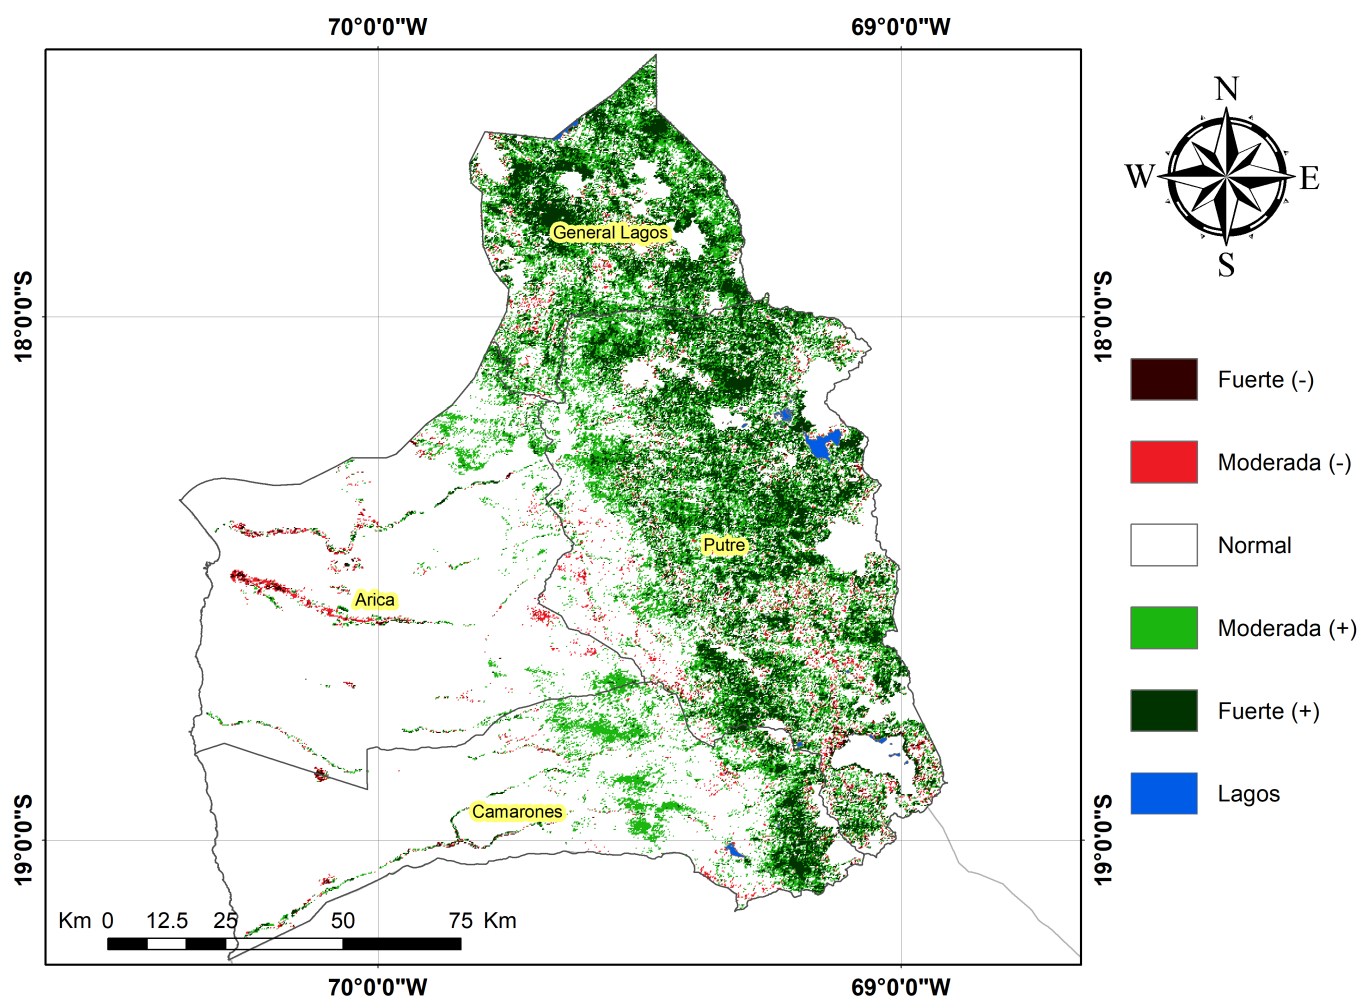 70°0'0"W 69°0'0"W
N
W E
S
18°0'0"S 18°0'0"S
General Lagos
Putre
Arica
Camarones
Fuerte (-)
Moderada (-)
Normal
Moderada (+)
Fuerte (+)
Lagos
19°0'0"S 19°0'0"S
Km 0 12.5 25 50 75 Km
70°0'0"W 69°0'0"W